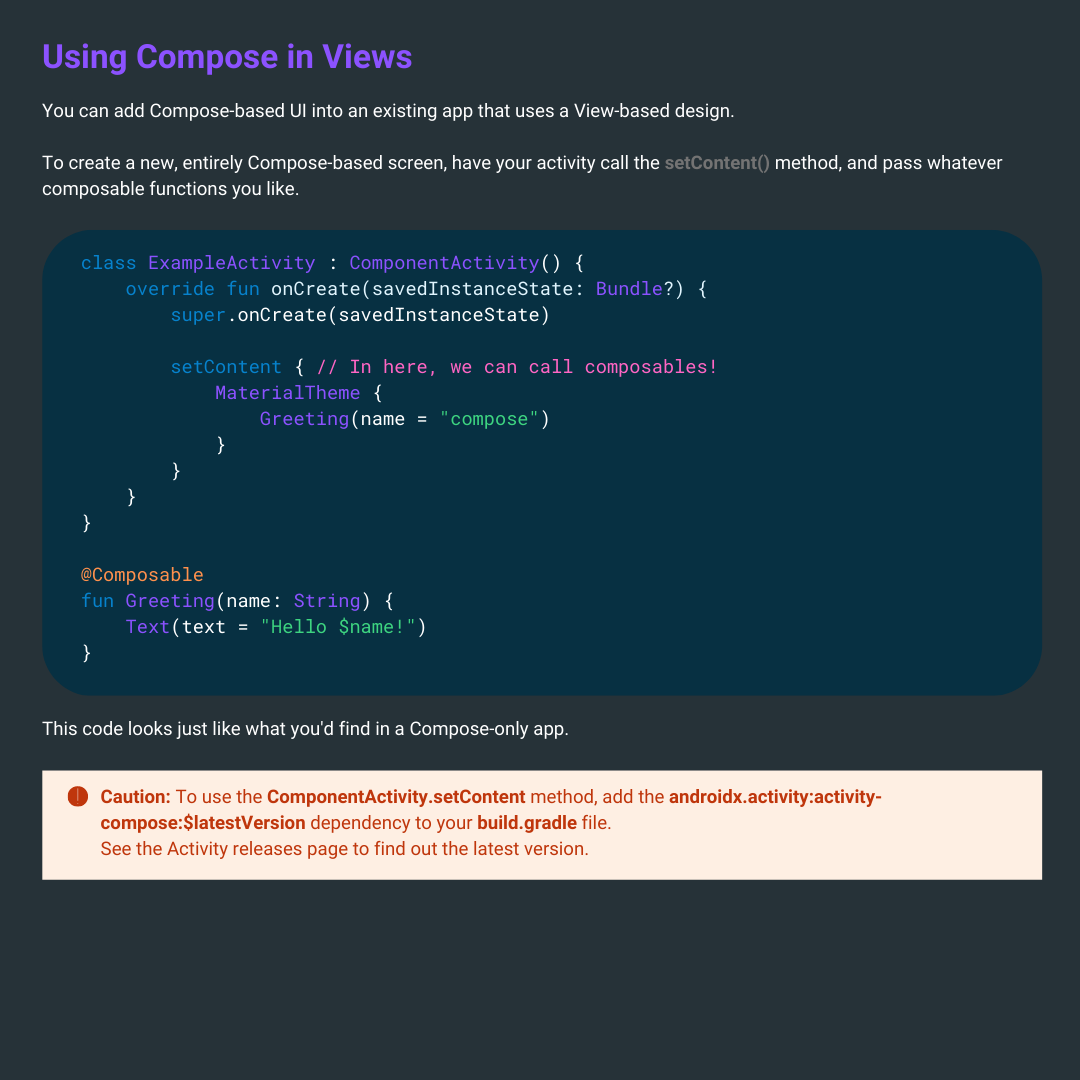 Using Compose in Views
You can add Compose-based UI into an existing app that uses a View-based design.
To create a new, entirely Compose-based screen, have your activity call the setContent() method, and pass whatever
composable functions you like.
class ExampleActivity : ComponentActivity() {
    override fun onCreate(savedInstanceState: Bundle?) {
        super.onCreate(savedInstanceState)
        setContent { // In here, we can call composables!
            MaterialTheme {
                Greeting(name = "compose")
            }
        }
    }
}
@Composable
fun Greeting(name: String) {
    Text(text = "Hello $name!")
}
This code looks just like what you'd find in a Compose-only app.
Caution: To use the ComponentActivity.setContent method, add the androidx.activity:activity-
compose:$latestVersion dependency to your build.gradle file.
See the Activity releases page to find out the latest version.